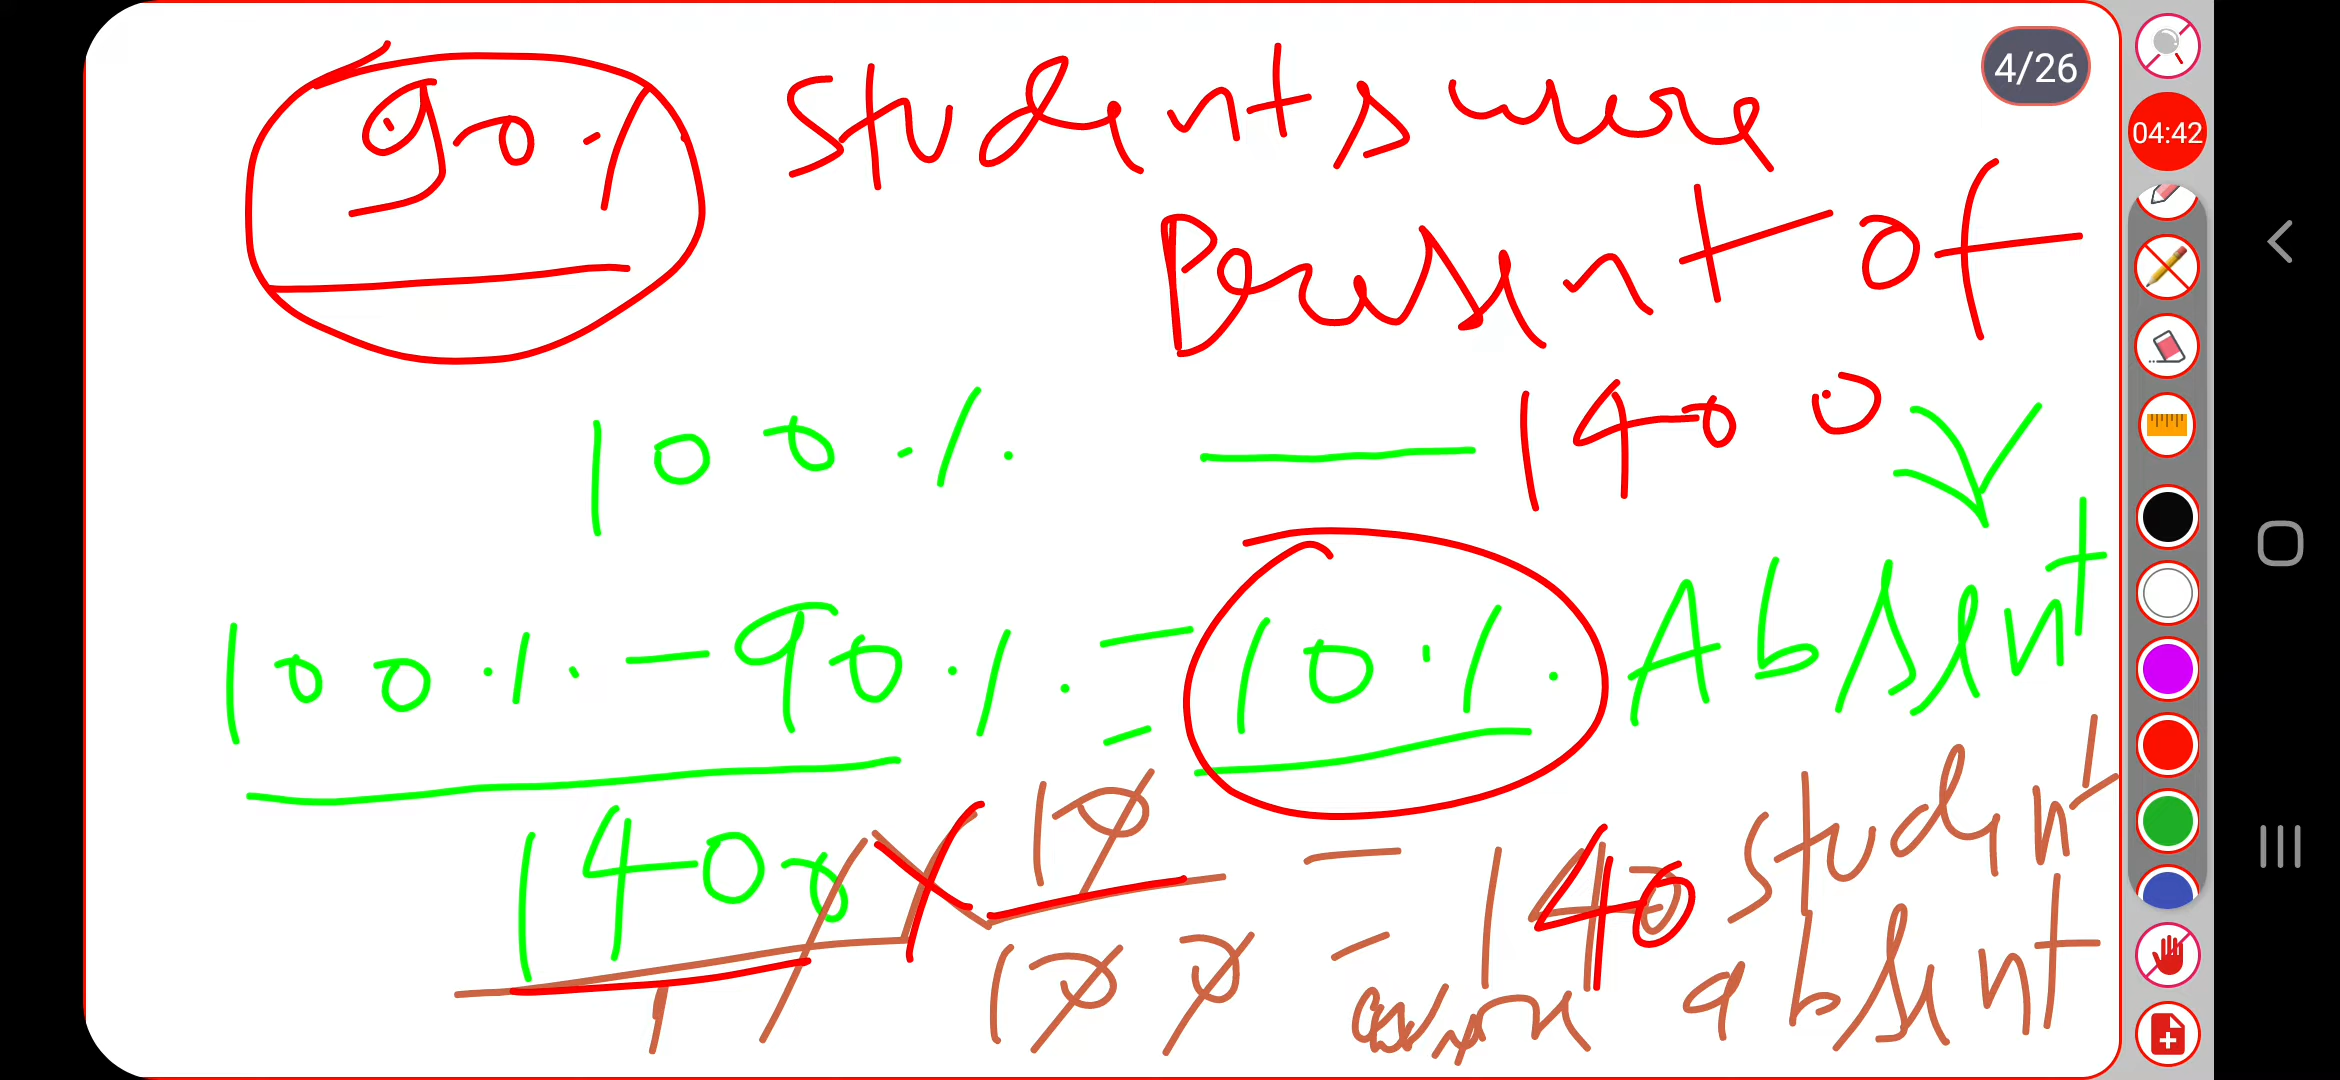 90% students were
Present of
100% — 1400
100% - 90% = 10% Absent
1400/1 × 10/100 = 140 student
= absent
4/26
04:42